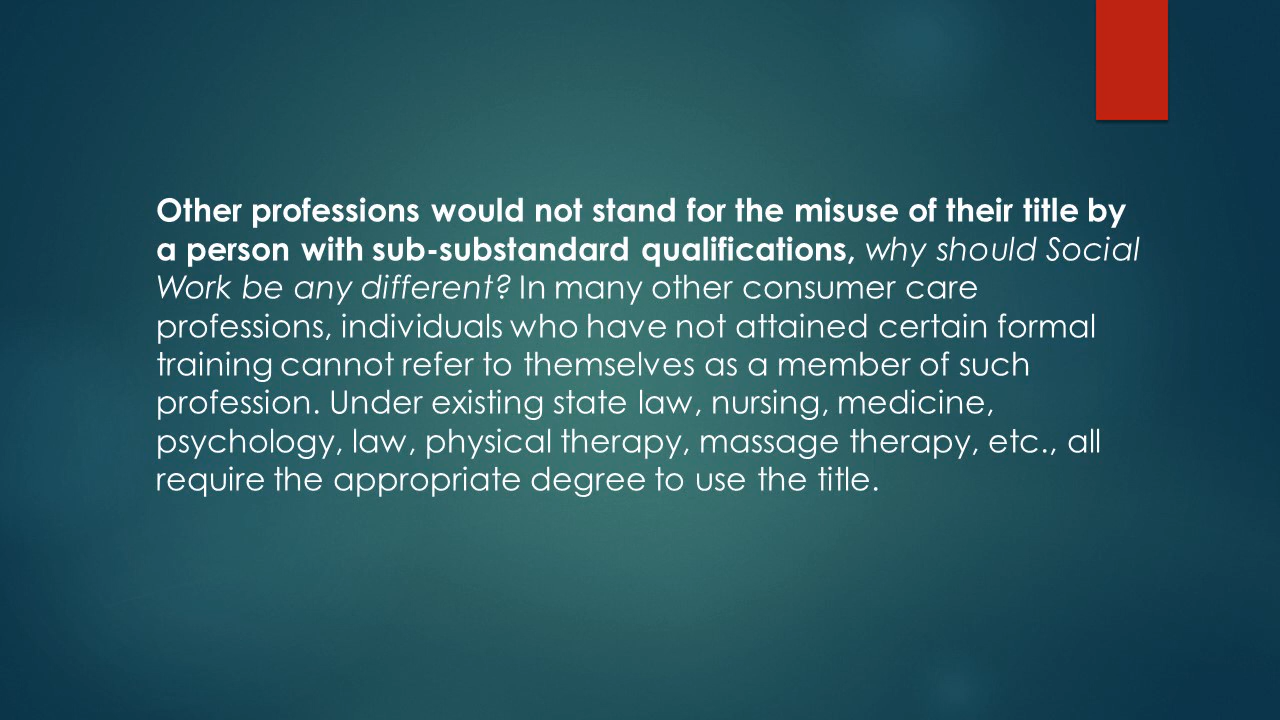 Other professions would not stand for the misuse of their title by
a person with sub-substandard qualifications, why should Social
Work be any different? In many other consumer care
professions, individuals who have not attained certain formal
training cannot refer to themselves as a member of such
profession. Under existing state law, nursing, medicine,
psychology, law, physical therapy, massage therapy, etc., all
require the appropriate degree to use the title.